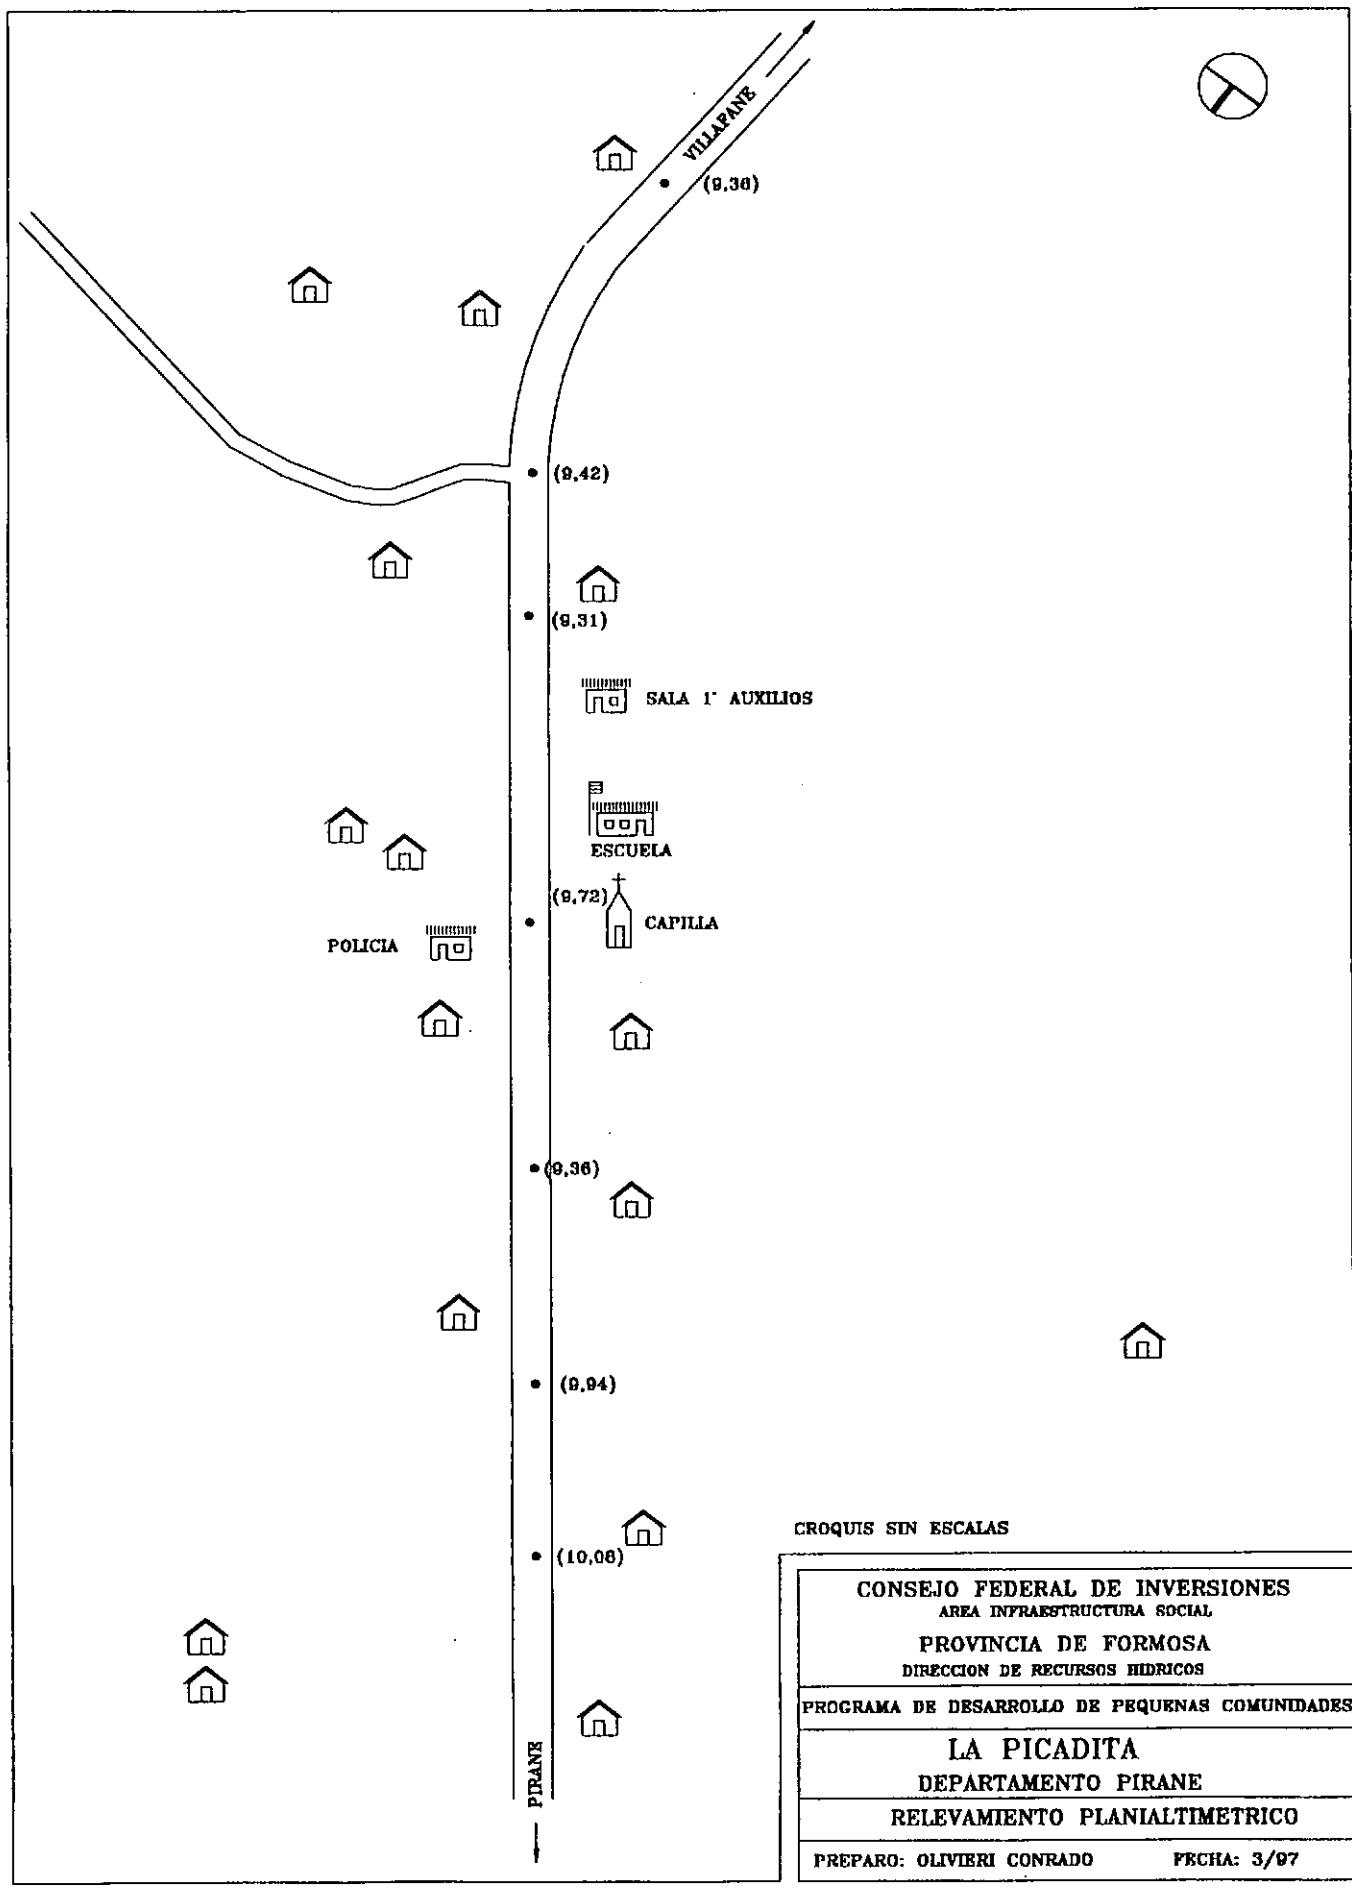 VILLAFANE
(9,36)
(9,42)
(9,31)
SALA 1° AUXILIOS
ESCUELA
(9,72)
CAPILLA
POLICIA
(9,36)
(9,94)
(10,08)
PIRANE
CROQUIS SIN ESCALAS
CONSEJO FEDERAL DE INVERSIONES
AREA INFRAESTRUCTURA SOCIAL
PROVINCIA DE FORMOSA
DIRECCION DE RECURSOS HIDRICOS
PROGRAMA DE DESARROLLO DE PEQUENAS COMUNIDADES
LA PICADITA
DEPARTAMENTO PIRANE
RELEVAMIENTO PLANIALTIMETRICO
PREPARO: OLIVIERI CONRADO FECHA: 3/97